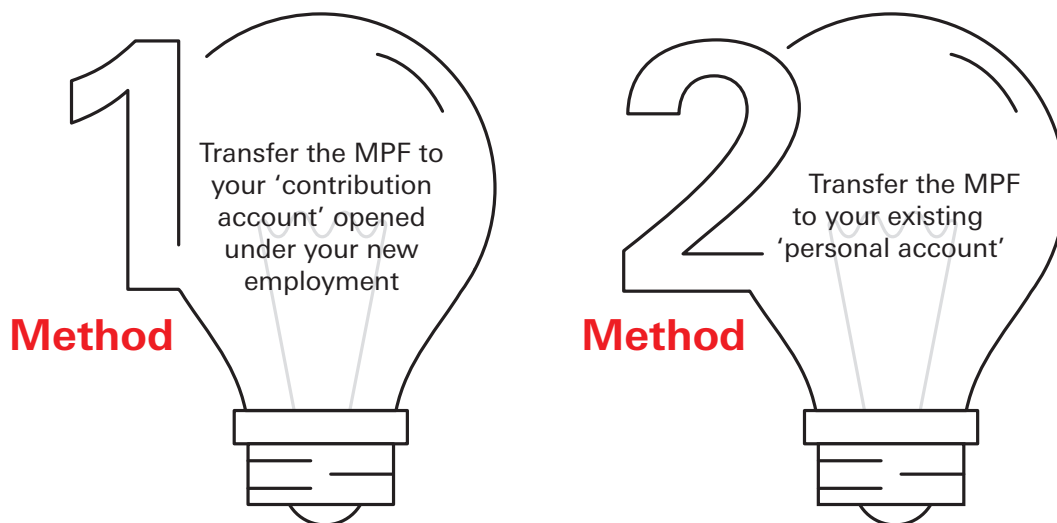 1
Transfer the MPF to
your ‘contribution
account’ opened
under your new
employment
Method
2
Transfer the MPF
to your existing
‘personal account’
Method